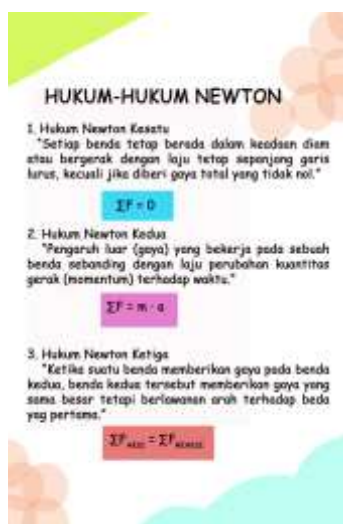 HUKUM-HUKUM NEWTON
1. Hukum Newton Kesatu
"Setiap benda tetap berada dalam keadaan diam
atau bergerak dengan laju tetap sepanjang garis
lurus, kecuali jika diberi gaya total yang tidak nol."
ΣF = 0
2. Hukum Newton Kedua
"Pengaruh luar (gaya) yang bekerja pada sebuah
benda sebanding dengan laju perubahan kuantitas
gerak (momentum) terhadap waktu."
ΣF = m · a
3. Hukum Newton Ketiga
"Ketika suatu benda memberikan gaya pada benda
kedua, benda kedua tersebut memberikan gaya yang
sama besar tetapi berlawanan arah terhadap beda
yag pertama."
ΣF = ΣF